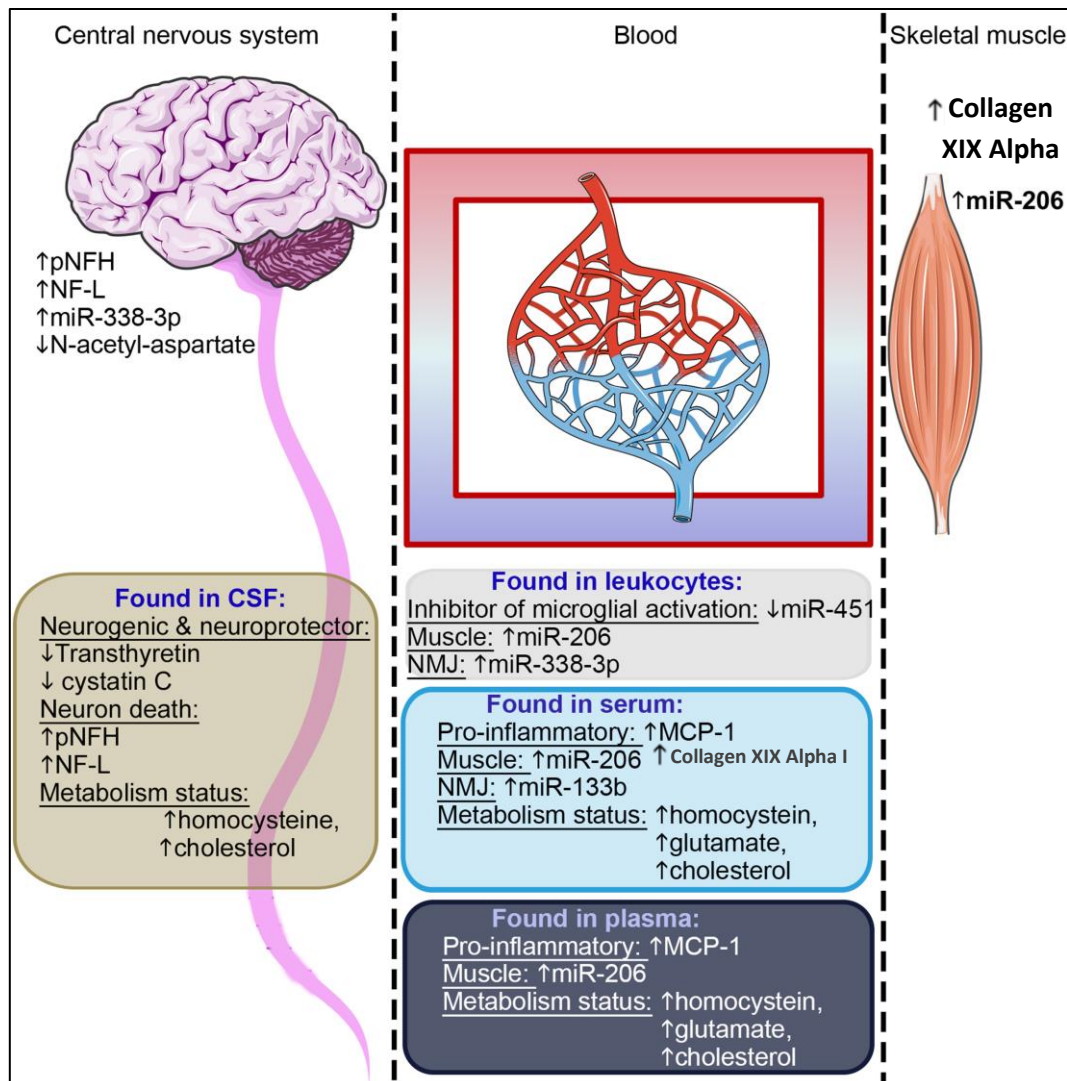 Central nervous system
Blood
Skeletal muscle
↑pNFH
↑NF-L
↑miR-338-3p
↓N-acetyl-aspartate
Found in CSF:
Neurogenic & neuroprotector:
↓Transthyretin
↓ cystatin C
Neuron death:
↑pNFH
↑NF-L
Metabolism status:
↑homocysteine,
↑cholesterol
Found in leukocytes:
Inhibitor of microglial activation: ↓miR-451
Muscle: ↑miR-206
NMJ: ↑miR-338-3p
Found in serum:
Pro-inflammatory: ↑MCP-1
Muscle: ↑miR-206 ↑Collagen XIX Alpha I
NMJ: ↑miR-133b
Metabolism status: ↑homocystein,
↑glutamate,
↑cholesterol
Found in plasma:
Pro-inflammatory: ↑MCP-1
Muscle: ↑miR-206
Metabolism status: ↑homocystein,
↑glutamate,
↑cholesterol
↑ Collagen
XIX Alpha
↑miR-206